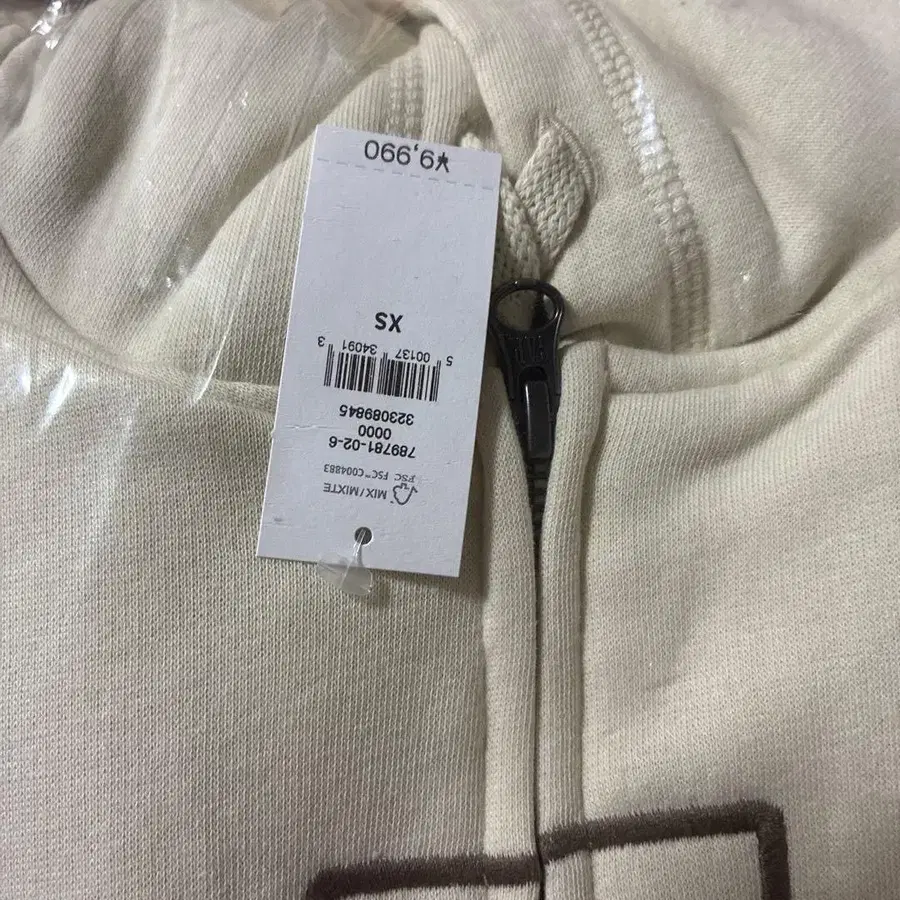 MIX/MIXTE
FSC FSC™ C004883
789781-02-6
0000
323089845
5 00137 34091 3
XS
¥9,990